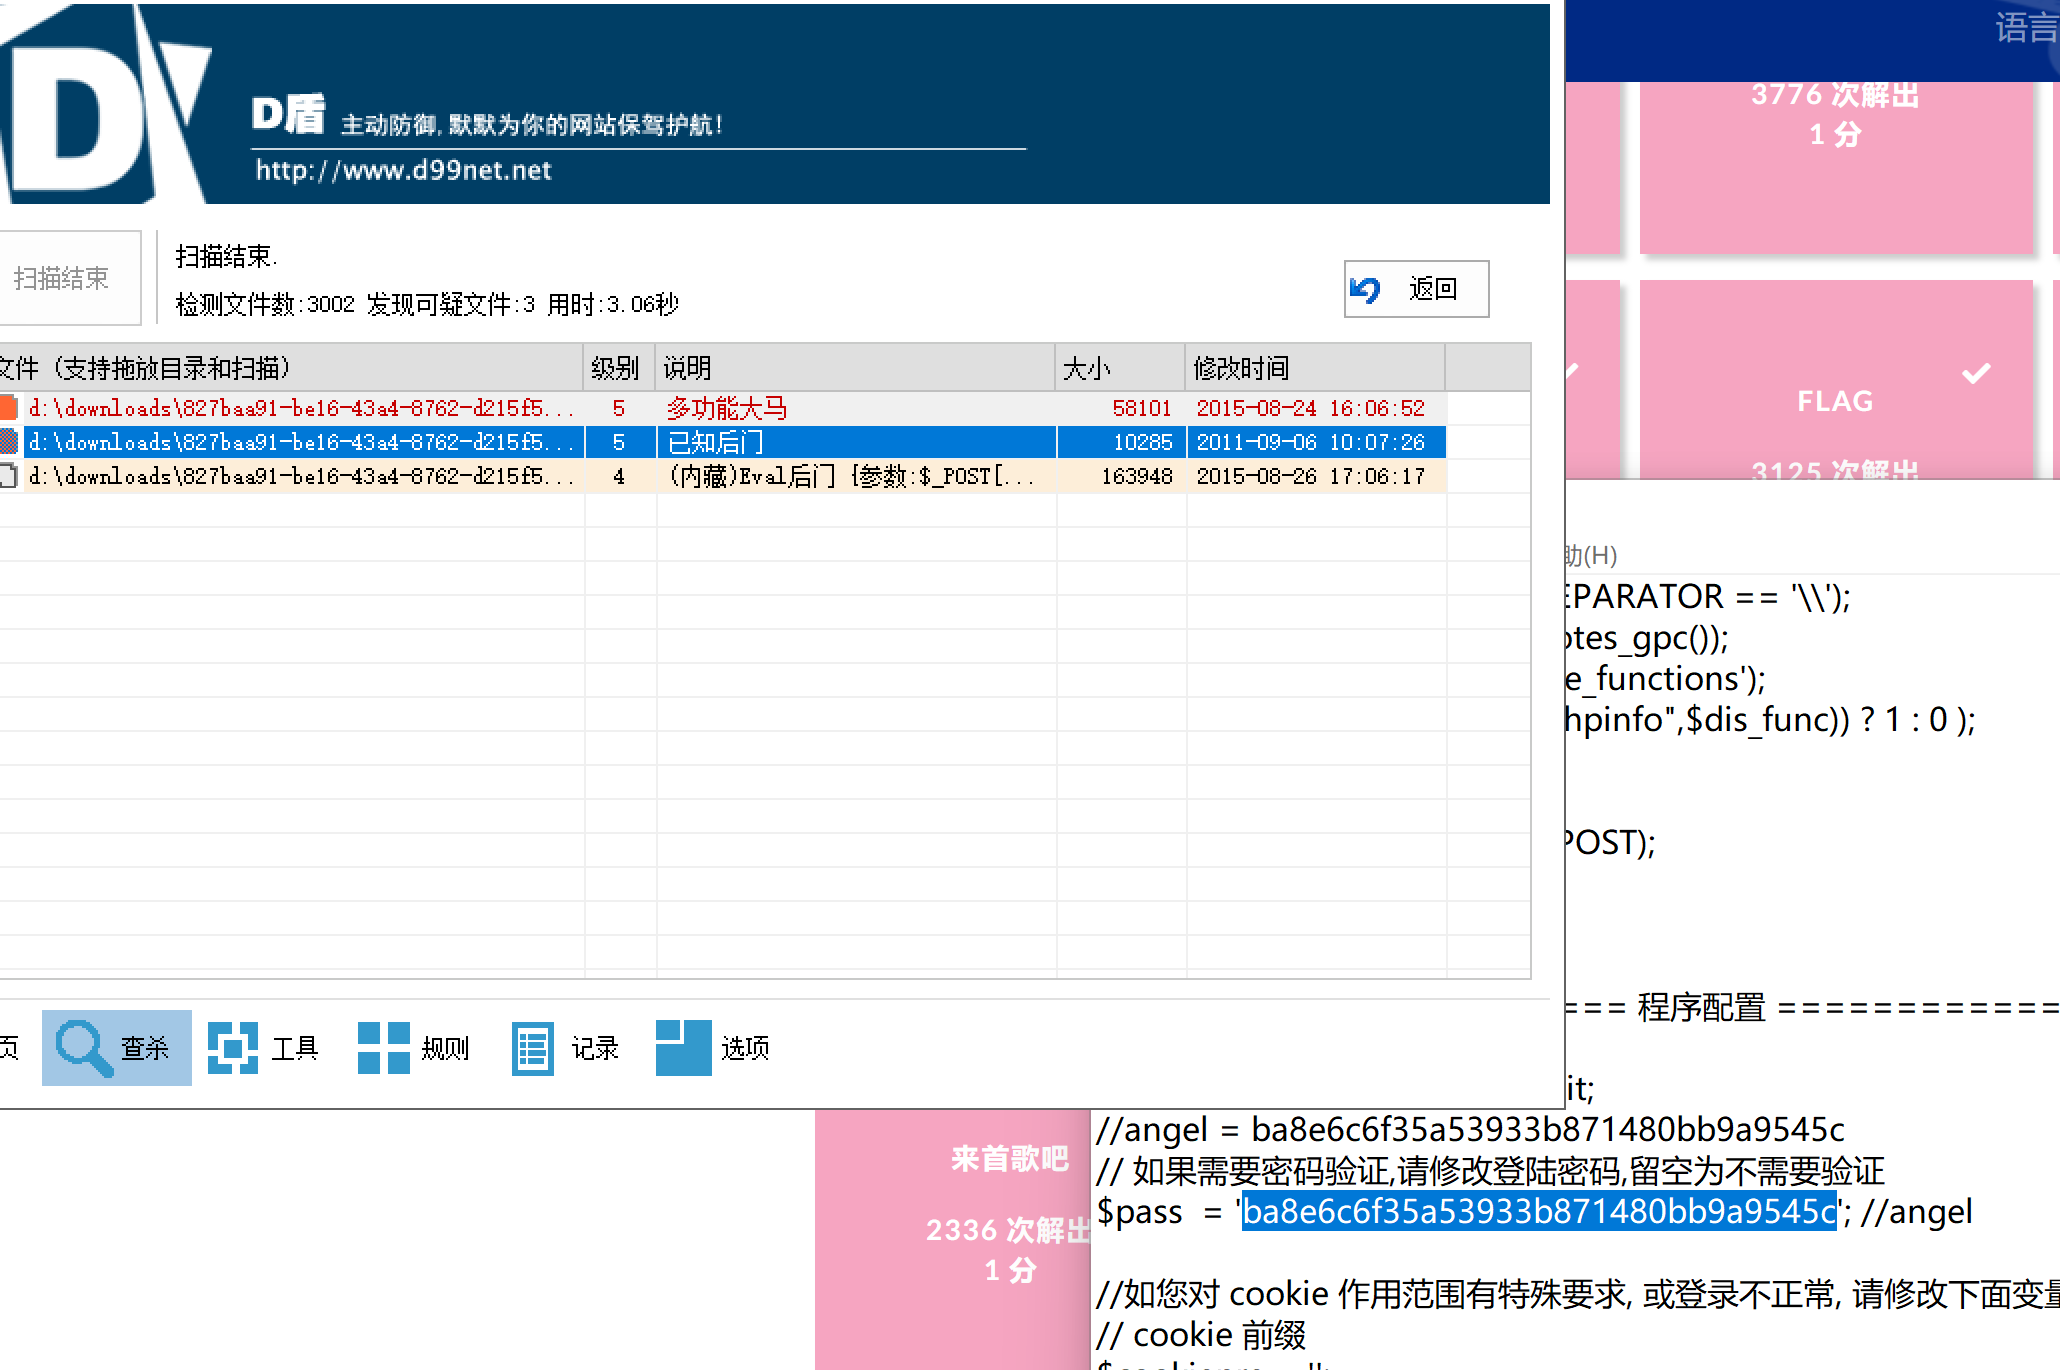 D盾 主动防御,默默为你的网站保驾护航!
http://www.d99net.net
扫描结束
扫描结束.
检测文件数:3002 发现可疑文件:3 用时:3.06秒
返回
文件 (支持拖放目录和扫描) 级别 说明 大小 修改时间
d:\downloads\827baa91-be16-43a4-8762-d215f5... 5 多功能大马 58101 2015-08-24 16:06:52
d:\downloads\827baa91-be16-43a4-8762-d215f5... 5 已知后门 10285 2011-09-06 10:07:26
d:\downloads\827baa91-be16-43a4-8762-d215f5... 4 (内藏)Eval后门 {参数:$_POST[... 163948 2015-08-26 17:06:17
页 查杀 工具 规则 记录 选项
语言
3776 次解出
1 分
FLAG
3125 次解出
助(H)
EPARATOR == '\\');
otes_gpc());
e_functions');
hpinfo",$dis_func)) ? 1 : 0 );
POST);
=== 程序配置 ============
it;
//angel = ba8e6c6f35a53933b871480bb9a9545c
// 如果需要密码验证,请修改登陆密码,留空为不需要验证
$pass = 'ba8e6c6f35a53933b871480bb9a9545c'; //angel
//如您对 cookie 作用范围有特殊要求, 或登录不正常, 请修改下面变量
// cookie 前缀
来首歌吧
2336 次解出
1 分